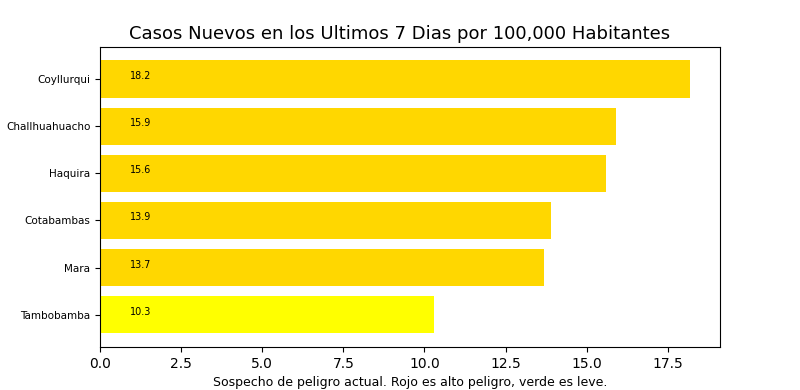 Casos Nuevos en los Ultimos 7 Dias por 100,000 Habitantes
Coyllurqui 18.2
Challhuahuacho 15.9
Haquira 15.6
Cotabambas 13.9
Mara 13.7
Tambobamba 10.3
0.0 2.5 5.0 7.5 10.0 12.5 15.0 17.5
Sospecho de peligro actual. Rojo es alto peligro, verde es leve.